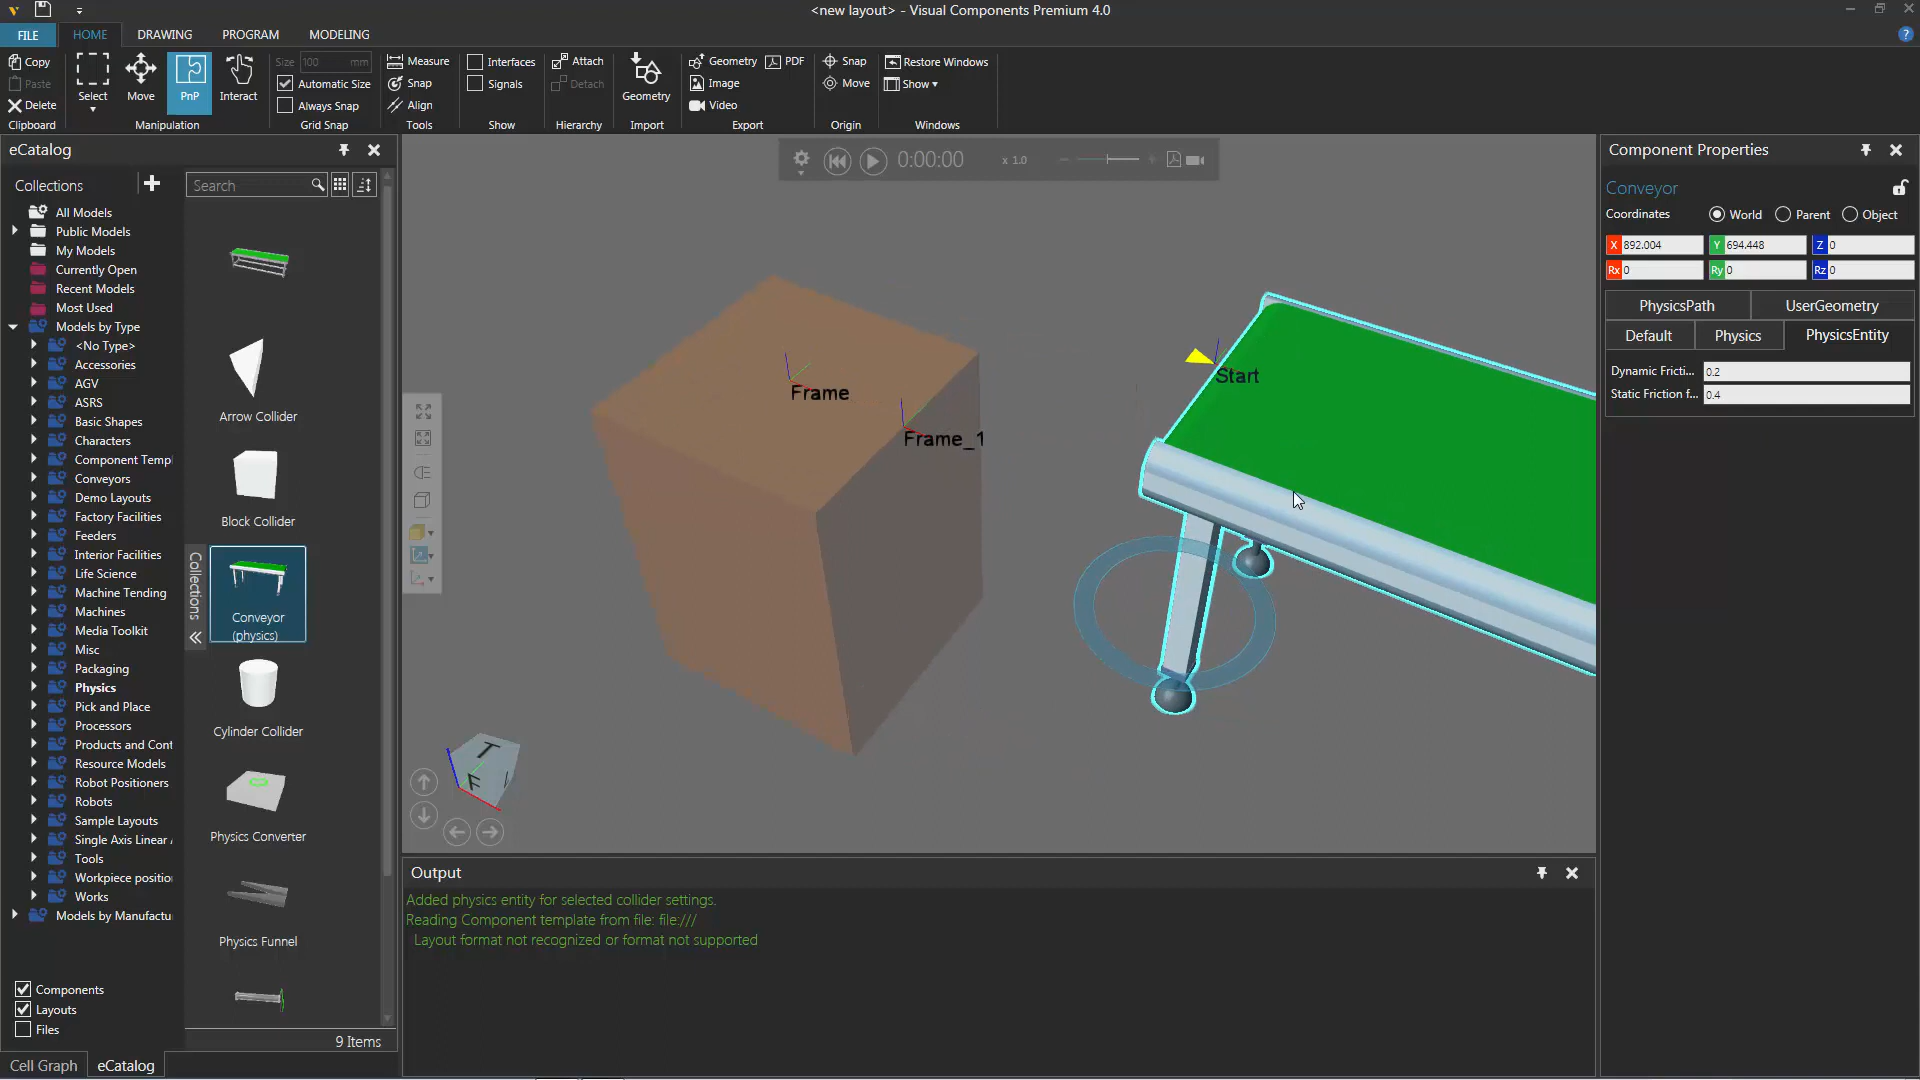 <new layout> - Visual Components Premium 4.0
FILE
HOME
DRAWING
PROGRAM
MODELING
Copy
Paste
Delete
Clipboard
Select
Move
PnP
Interact
Manipulation
Size 100 mm
Automatic Size
Always Snap
Grid Snap
Measure
Snap
Align
Tools
Interfaces
Signals
Show
Attach
Detach
Hierarchy
Geometry
Import
Geometry
PDF
Image
Video
Export
Snap
Move
Origin
Restore Windows
Show
Windows
eCatalog
Collections
Search
All Models
Public Models
My Models
Currently Open
Recent Models
Most Used
Models by Type
<No Type>
Accessories
AGV
ASRS
Basic Shapes
Characters
Component Templ
Conveyors
Demo Layouts
Factory Facilities
Feeders
Interior Facilities
Life Science
Machine Tending
Machines
Media Toolkit
Misc
Packaging
Physics
Pick and Place
Processors
Products and Cont
Resource Models
Robot Positioners
Robots
Sample Layouts
Single Axis Linear
Tools
Workpiece positio
Works
Models by Manufactu
Components
Layouts
Files
Collections
Arrow Collider
Block Collider
Conveyor
(physics)
Cylinder Collider
Physics Converter
Physics Funnel
9 Items
Cell Graph
eCatalog
0:00:00
x 1.0
Frame
Frame_1
Start
T
F
Output
Added physics entity for selected collider settings.
Reading Component template from file: file:///
Layout format not recognized or format not supported
Component Properties
Conveyor
Coordinates
World
Parent
Object
X 892.004
Y 694.448
Z 0
Rx 0
Ry 0
Rz 0
PhysicsPath
UserGeometry
Default
Physics
PhysicsEntity
Dynamic Fricti... 0.2
Static Friction f... 0.4